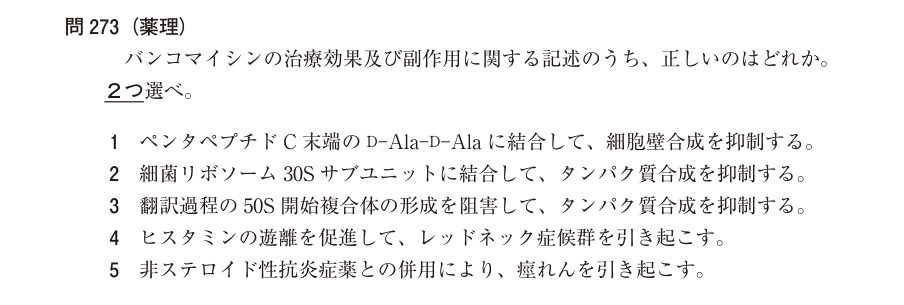 問 273（薬理）
バンコマイシンの治療効果及び副作用に関する記述のうち、正しいのはどれか。
２つ選べ。
1 ペンタペプチド C 末端の D-Ala-D-Ala に結合して、細胞壁合成を抑制する。
2 細菌リボソーム 30S サブユニットに結合して、タンパク質合成を抑制する。
3 翻訳過程の 50S 開始複合体の形成を阻害して、タンパク質合成を抑制する。
4 ヒスタミンの遊離を促進して、レッドネック症候群を引き起こす。
5 非ステロイド性抗炎症薬との併用により、痙れんを引き起こす。